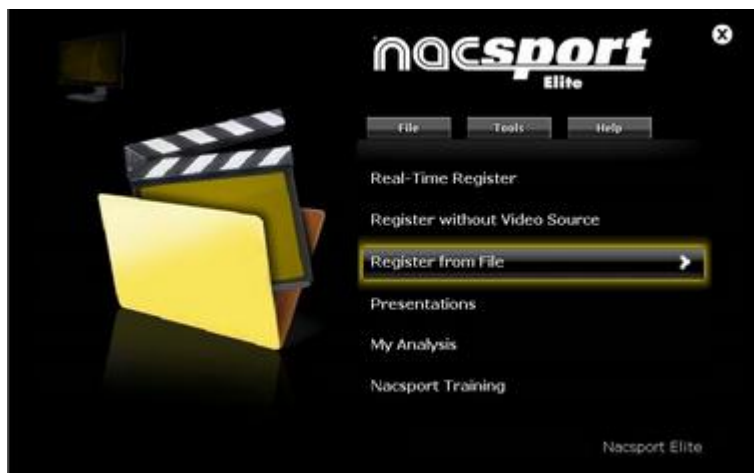 nacsport
Elite
File Tools Help
Real-Time Register
Register without Video Source
Register from File
Presentations
My Analysis
Nacsport Training
Nacsport Elite